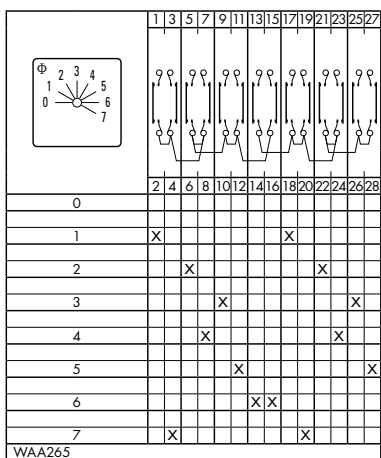 1 3 5 7 9 11 13 15 17 19 21 23 25 27
Φ
0 1 2 3 4 5 6 7
2 4 6 8 10 12 14 16 18 20 22 24 26 28
0
1 X X
2 X X
3 X X
4 X X
5 X X
6 X X
7 X X
WAA265